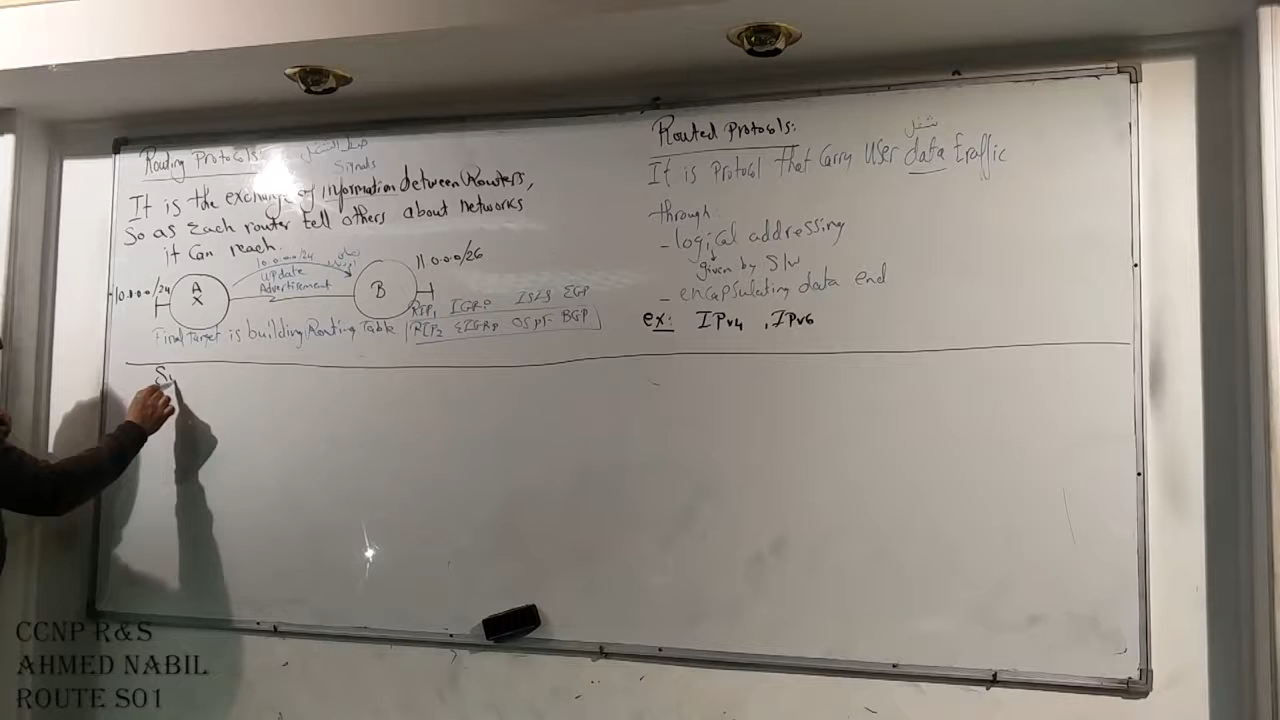 Routing Protocols:
Signals
It is the exchange of information between Routers,
So as Each router tell others about networks
it Can reach.
10.0.0.0/24
UPdate
Advertisement
10.0.0.0/24
A
X
B
11.0.0.0/26
RIP1 IGRP ISIS EGP
RIP2 EIGRP OSPF BGP
Final Target is building Routing Table
Routed Protocols:
شغل
It is Protocol that Carry User data traffic
through:
- logical addressing
given by S/W
- encapsulating data end
ex: IPv4 , IPv6
CCNP R&S
AHMED NABIL
ROUTE S01